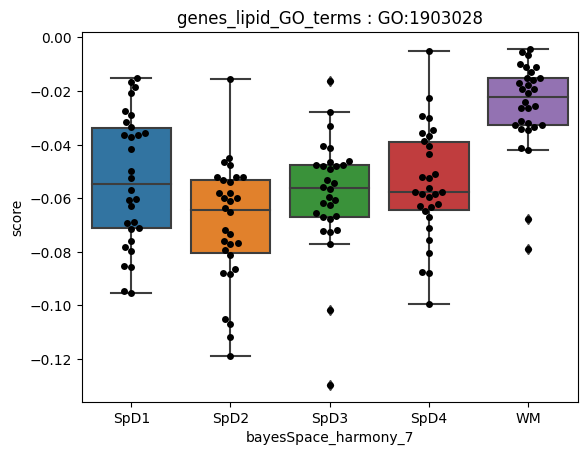 genes_lipid_GO_terms : GO:1903028
0.00
−0.02
−0.04
−0.06
−0.08
−0.10
−0.12
score
SpD1 SpD2 SpD3 SpD4 WM
bayesSpace_harmony_7